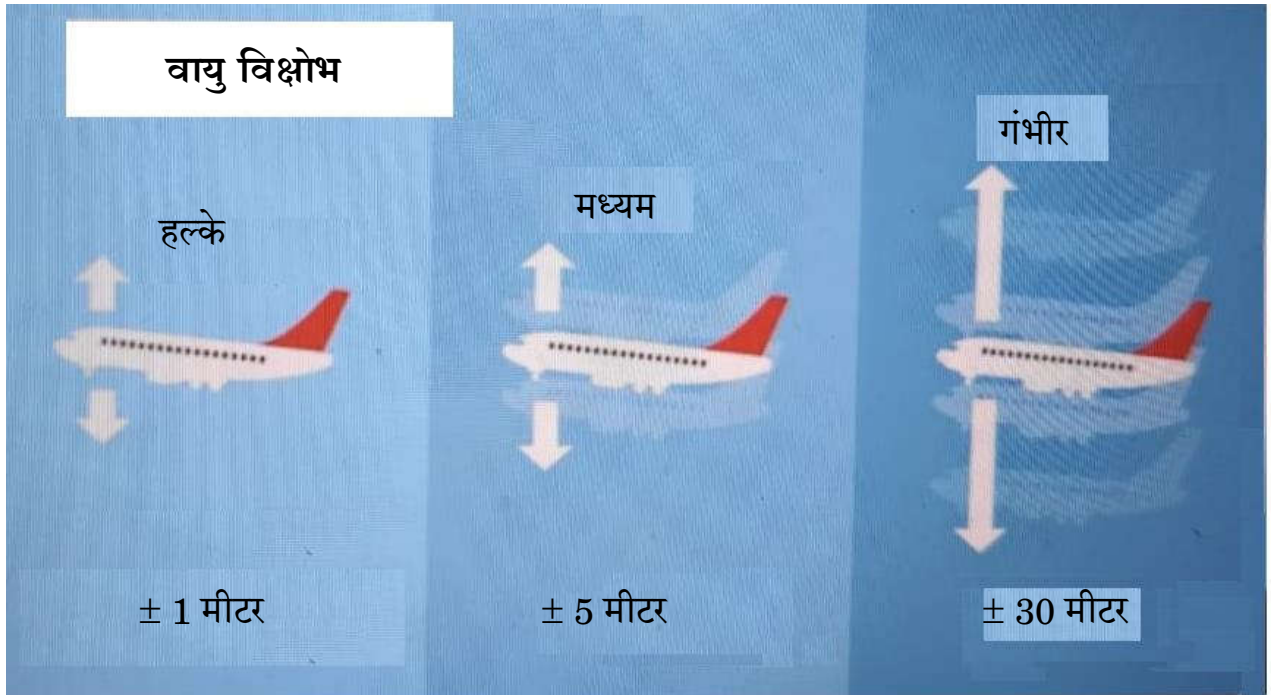 वायु विक्षोभ
हल्के
मध्यम
गंभीर
± 1 मीटर
± 5 मीटर
± 30 मीटर